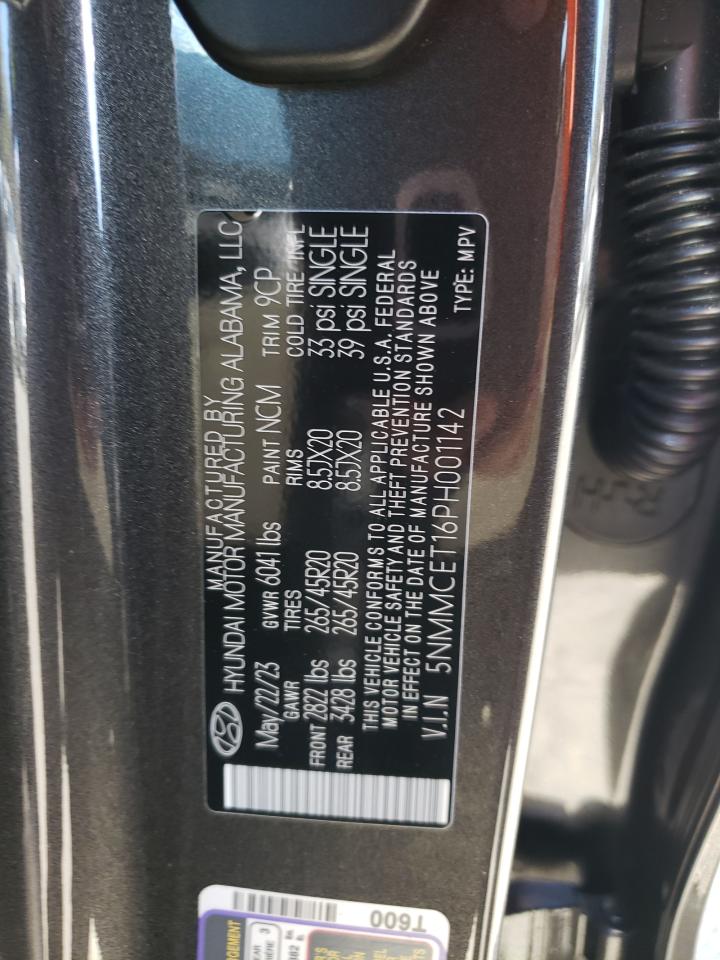 MANUFACTURED BY
HYUNDAI MOTOR MANUFACTURING ALABAMA, LLC
May/22/23 GVWR 6041 lbs PAINT NCM TRIM 9CP
GAWR TIRES RIMS COLD TIRE INFL
FRONT 2822 lbs 265/45R20 8.5JX20 33 psi SINGLE
REAR 3428 lbs 265/45R20 8.5JX20 39 psi SINGLE
THIS VEHICLE CONFORMS TO ALL APPLICABLE U.S.A. FEDERAL
MOTOR VEHICLE SAFETY AND THEFT PREVENTION STANDARDS
IN EFFECT ON THE DATE OF MANUFACTURE SHOWN ABOVE
V.I.N 5NMMCET16PH001142
TYPE: MPV
T600